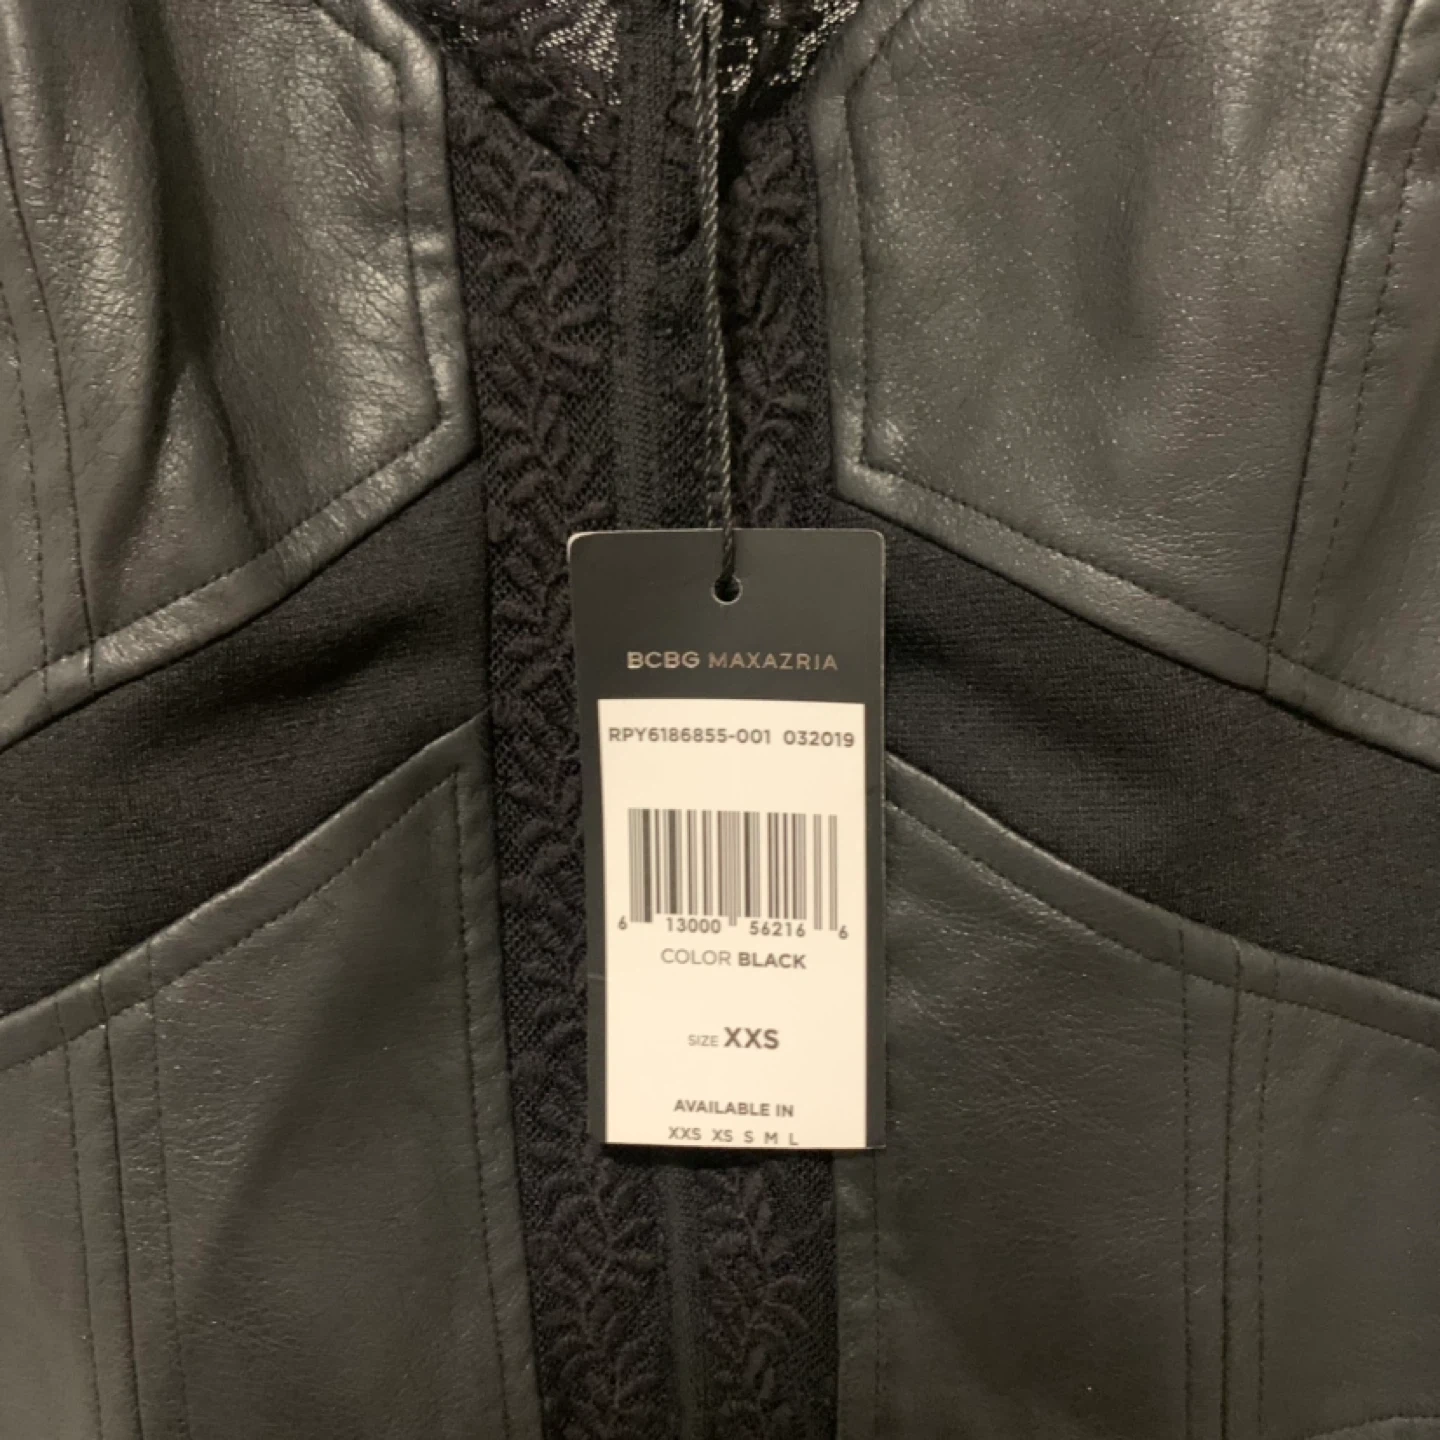 BCBG MAXAZRIA
RPY6186855-001 032019
6 13000 56216 6
COLOR BLACK
SIZE XXS
AVAILABLE IN
XXS XS S M L